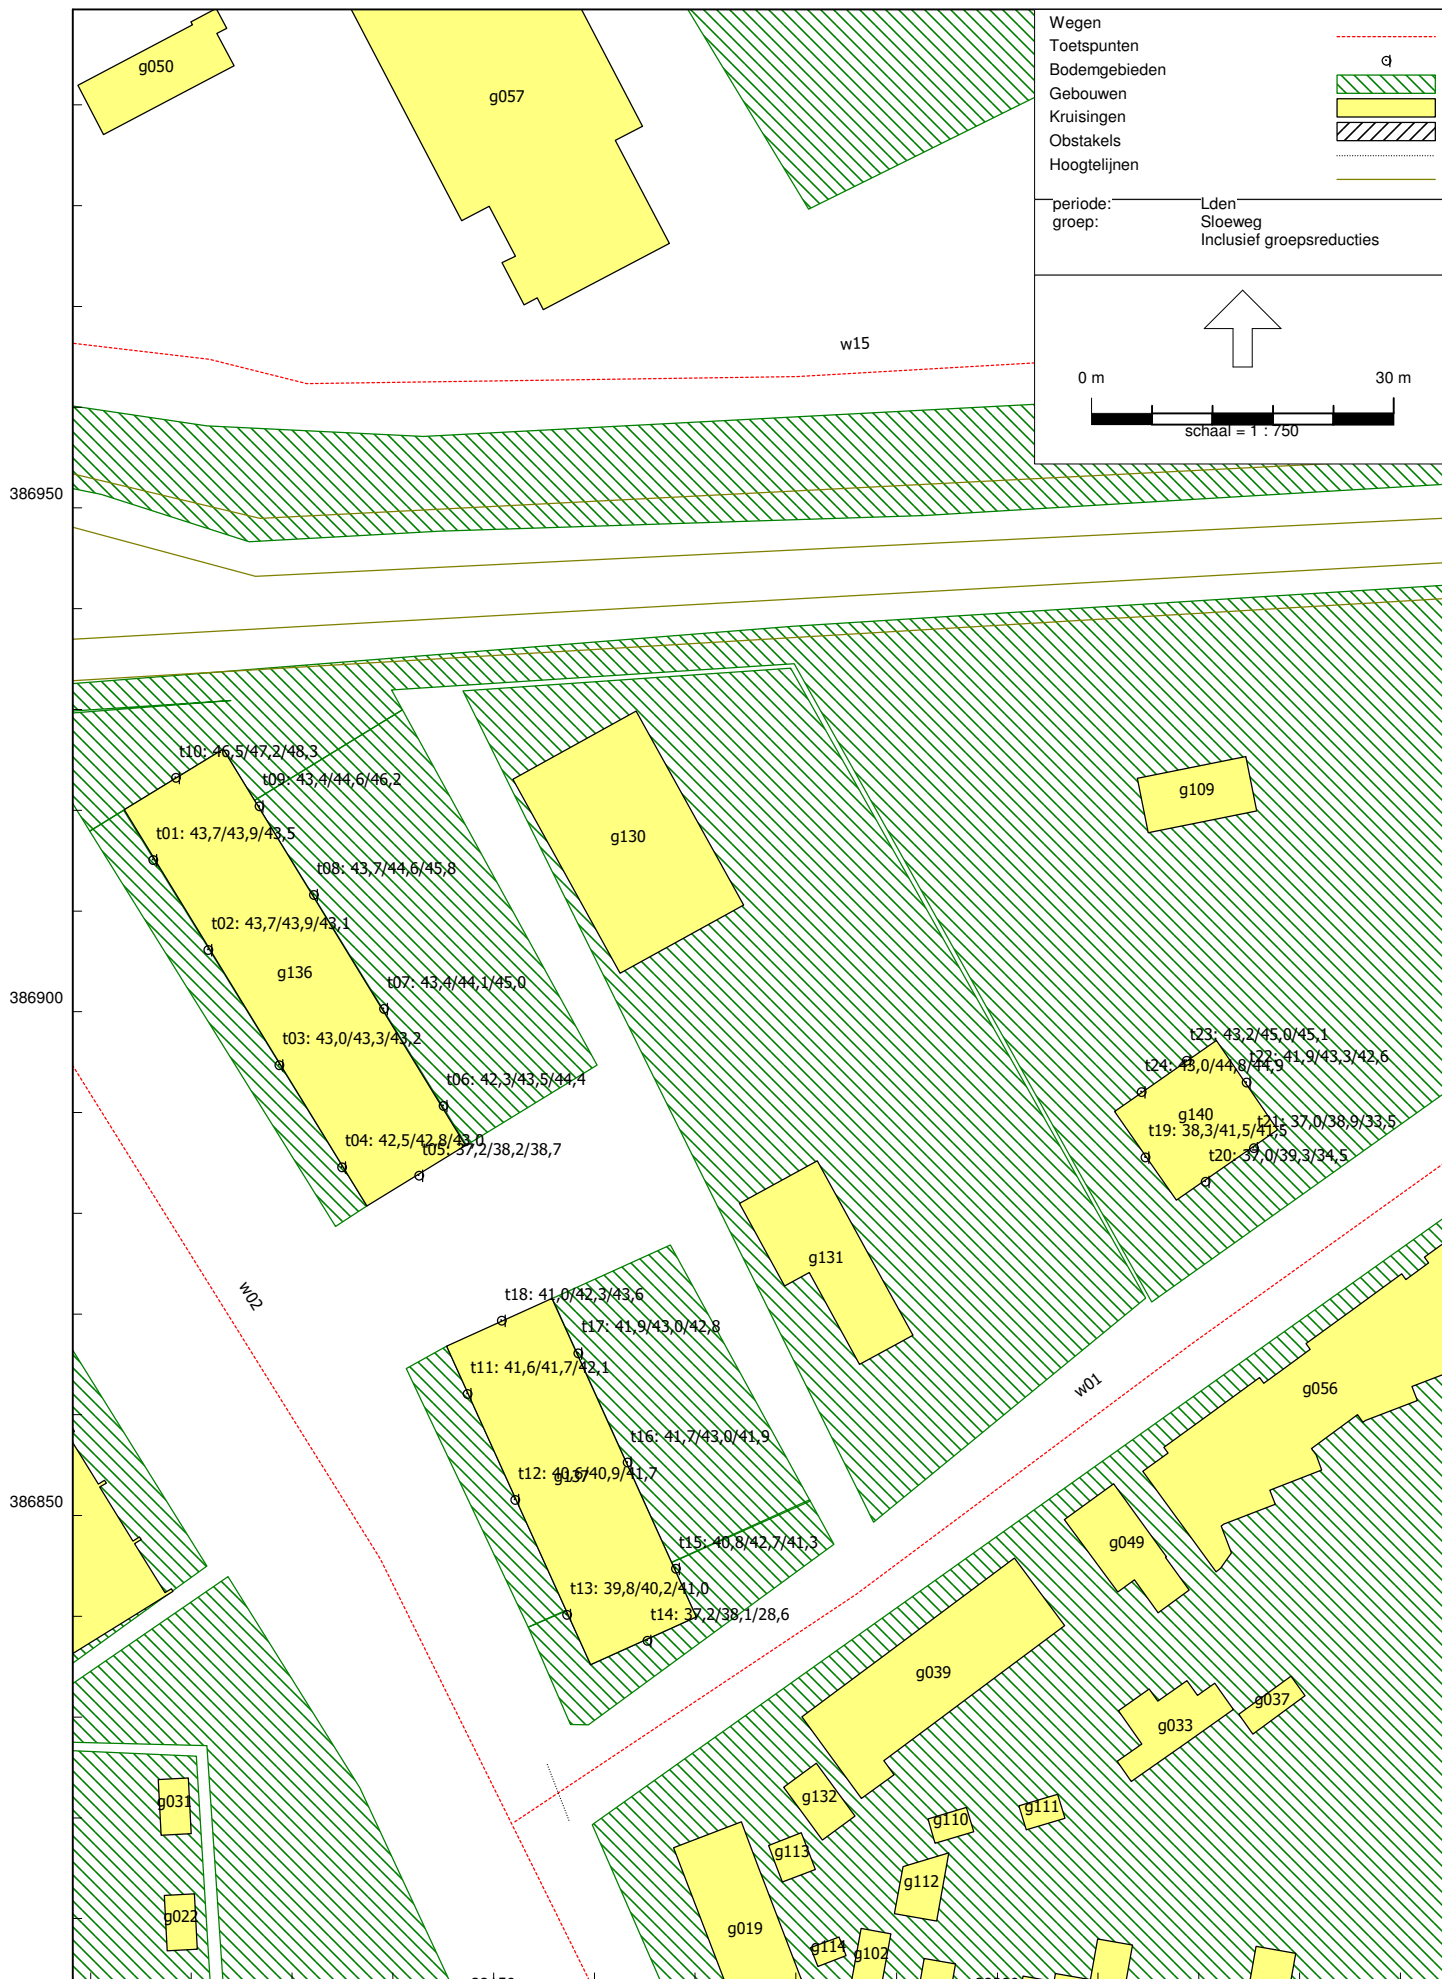 Wegen
Toetspunten
Bodemgebieden
Gebouwen
Kruisingen
Obstakels
Hoogtelijnen
periode: Lden
groep: Sloeweg
Inclusief groepsreducties
0 m 30 m
schaal = 1 : 750
g050
g057
w15
386950
t10: 46,5/47,2/48,3
t09: 43,4/44,6/46,2
g109
t01: 43,7/43,9/43,5
g130
t08: 43,7/44,6/45,8
t02: 43,7/43,9/43,1
g136
t07: 43,4/44,1/45,0
386900
t03: 43,0/43,3/43,2
t23: 43,2/45,0/45,1
t22: 41,9/43,3/42,6
t24: 43,0/44,8/44,9
t06: 42,3/43,5/44,4
g140
t21: 37,0/38,9/33,5
t19: 38,3/41,5/41,5
t04: 42,5/42,8/43,0
t05: 37,2/38,2/38,7
t20: 37,0/39,3/34,5
g131
w02
t18: 41,0/42,3/43,6
t17: 41,9/43,0/42,8
t11: 41,6/41,7/42,1
w01
g056
t16: 41,7/43,0/41,9
t12: 40,6/40,9/41,7
g137
386850
g049
t15: 40,8/42,7/41,3
t13: 39,8/40,2/41,0
t14: 37,2/38,1/28,6
g039
g037
g033
g031
g132
g111
g110
g113
g112
g022
g019
g114
g102